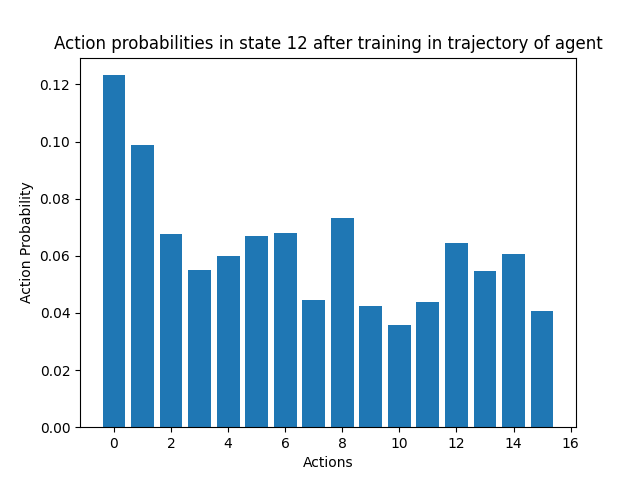 Action probabilities in state 12 after training in trajectory of agent
0.12
0.10
0.08
0.06
0.04
0.02
0.00
Action Probability
0 2 4 6 8 10 12 14 16
Actions